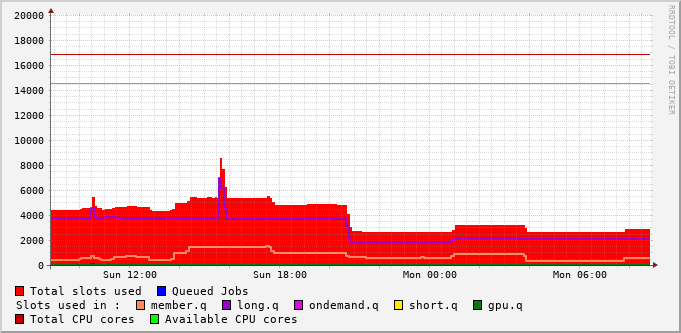 20000
18000
16000
14000
12000
10000
8000
6000
4000
2000
0
Sun 12:00 Sun 18:00 Mon 00:00 Mon 06:00
RRDTOOL / TOBI OETIKER
Total slots used Queued Jobs
Slots used in : member.q long.q ondemand.q short.q gpu.q
Total CPU cores Available CPU cores